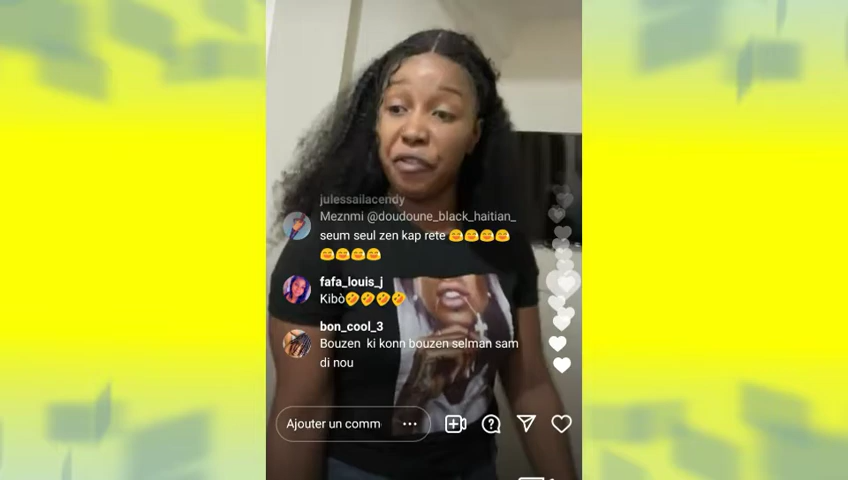 julessailacendy
Meznmi @doudoune_black_haitian_
seum seul zen kap rete 😂😂😂😂
😂😂😂😂
fafa_louis_j
Kibò🤣🤣🤣🤣
bon_cool_3
Bouzen ki konn bouzen selman sam
di nou
Ajouter un comm